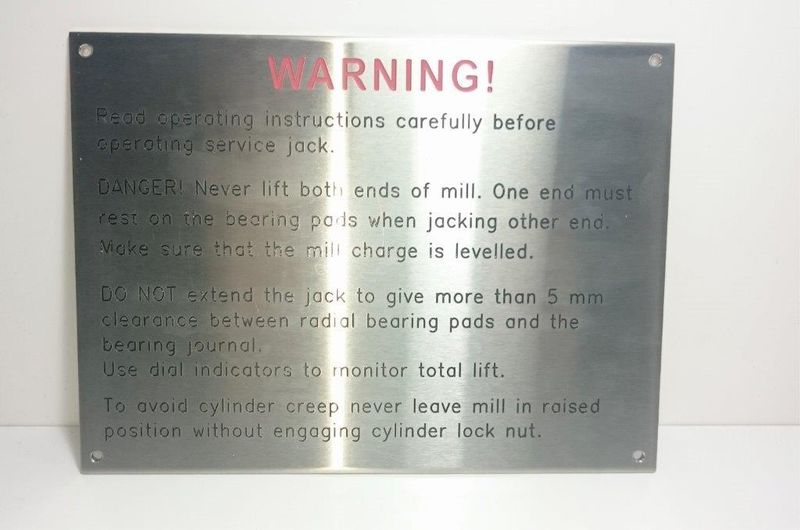 WARNING!
Read operating instructions carefully before
operating service jack.
DANGER! Never lift both ends of mill. One end must
rest on the bearing pads when jacking other end.
Make sure that the mill charge is levelled.
DO NOT extend the jack to give more than 5 mm
clearance between radial bearing pads and the
bearing journal.
Use dial indicators to monitor total lift.
To avoid cylinder creep never leave mill in raised
position without engaging cylinder lock nut.